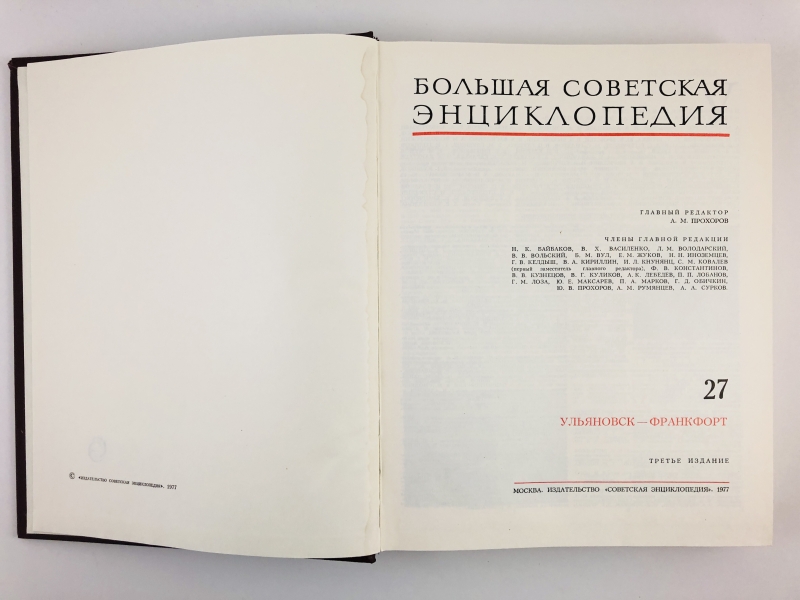 © «ИЗДАТЕЛЬСТВО СОВЕТСКАЯ ЭНЦИКЛОПЕДИЯ», 1977
БОЛЬШАЯ СОВЕТСКАЯ
ЭНЦИКЛОПЕДИЯ
ГЛАВНЫЙ РЕДАКТОР
А. М. ПРОХОРОВ
ЧЛЕНЫ ГЛАВНОЙ РЕДАКЦИИ
Н. К. БАЙБАКОВ, В. Х. ВАСИЛЕНКО, Л. М. ВОЛОДАРСКИЙ,
В. В. ВОЛЬСКИЙ, Б. М. ВУЛ, Е. М. ЖУКОВ, Н. Н. ИНОЗЕМЦЕВ,
Г. В. КЕЛДЫШ, В. А. КИРИЛЛИН, И. Л. КНУНЯНЦ, С. М. КОВАЛЕВ
(первый заместитель главного редактора), Ф. В. КОНСТАНТИНОВ,
В. В. КУЗНЕЦОВ, В. Г. КУЛИКОВ, А. К. ЛЕБЕДЕВ, П. П. ЛОБАНОВ,
Г. М. ЛОЗА, Ю. Е. МАКСАРЕВ, П. А. МАРКОВ, Г. Д. ОБИЧКИН,
Ю. В. ПРОХОРОВ, А. М. РУМЯНЦЕВ, А. А. СУРКОВ
27
УЛЬЯНОВСК — ФРАНКФОРТ
ТРЕТЬЕ ИЗДАНИЕ
МОСКВА. ИЗДАТЕЛЬСТВО «СОВЕТСКАЯ ЭНЦИКЛОПЕДИЯ». 1977